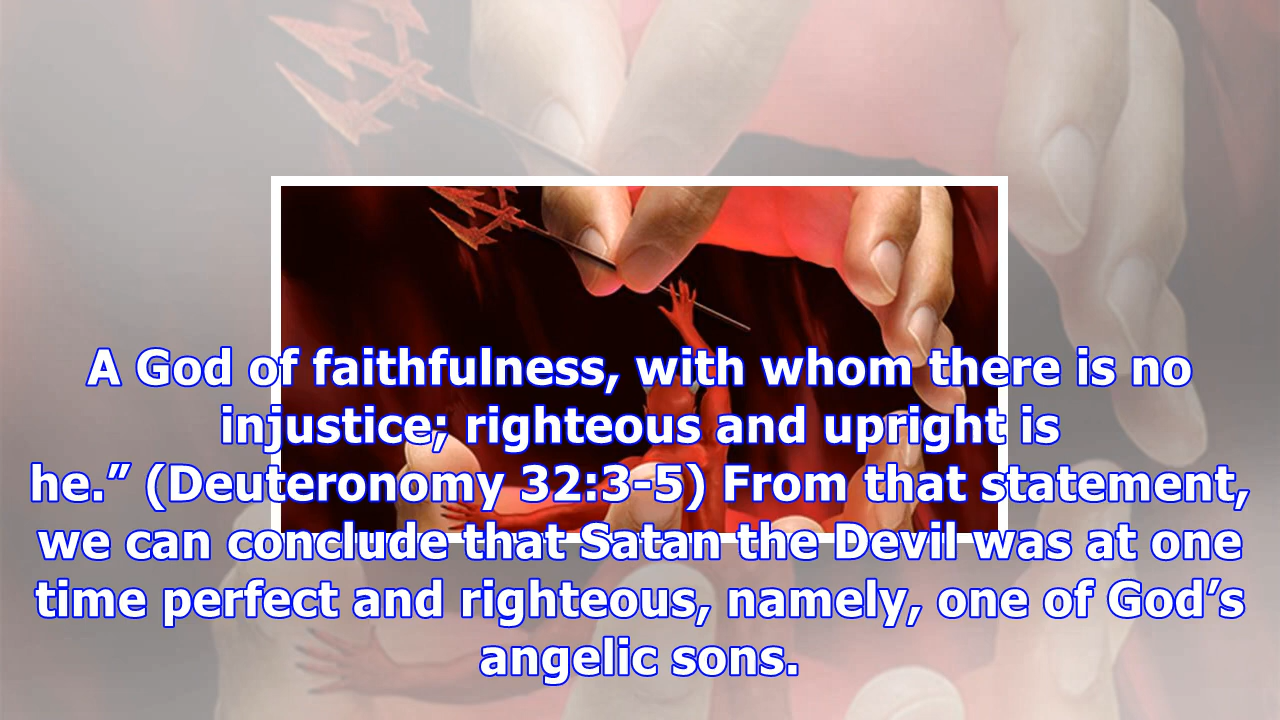 A God of faithfulness, with whom there is no
injustice; righteous and upright is
he.” (Deuteronomy 32:3-5) From that statement,
we can conclude that Satan the Devil was at one
time perfect and righteous, namely, one of God’s
angelic sons.